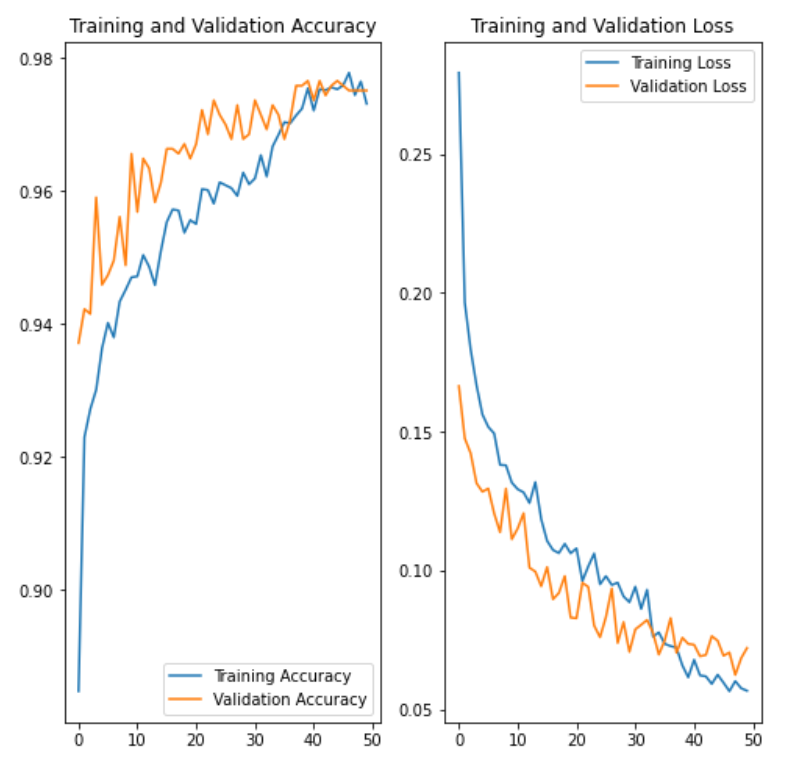 Training and Validation Accuracy
0.98
0.96
0.94
0.92
0.90
Training Accuracy
Validation Accuracy
0 10 20 30 40 50
Training and Validation Loss
Training Loss
Validation Loss
0.25
0.20
0.15
0.10
0.05
0 10 20 30 40 50